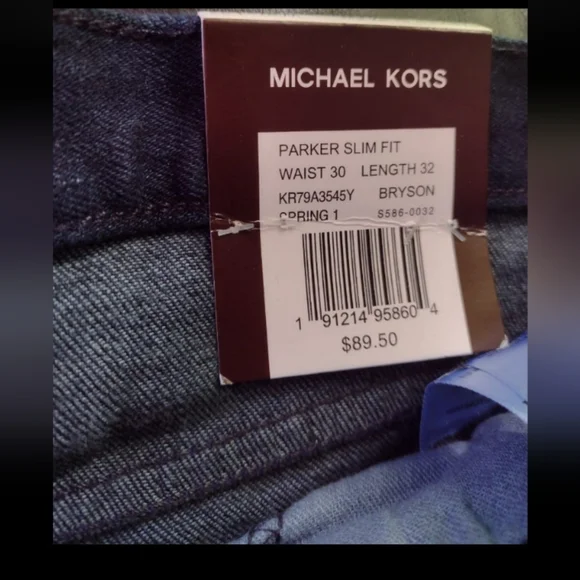 MICHAEL KORS
PARKER SLIM FIT
WAIST 30 LENGTH 32
KR79A3545Y BRYSON
SPRING 1 S586-0032
1 91214 95860 4
$89.50